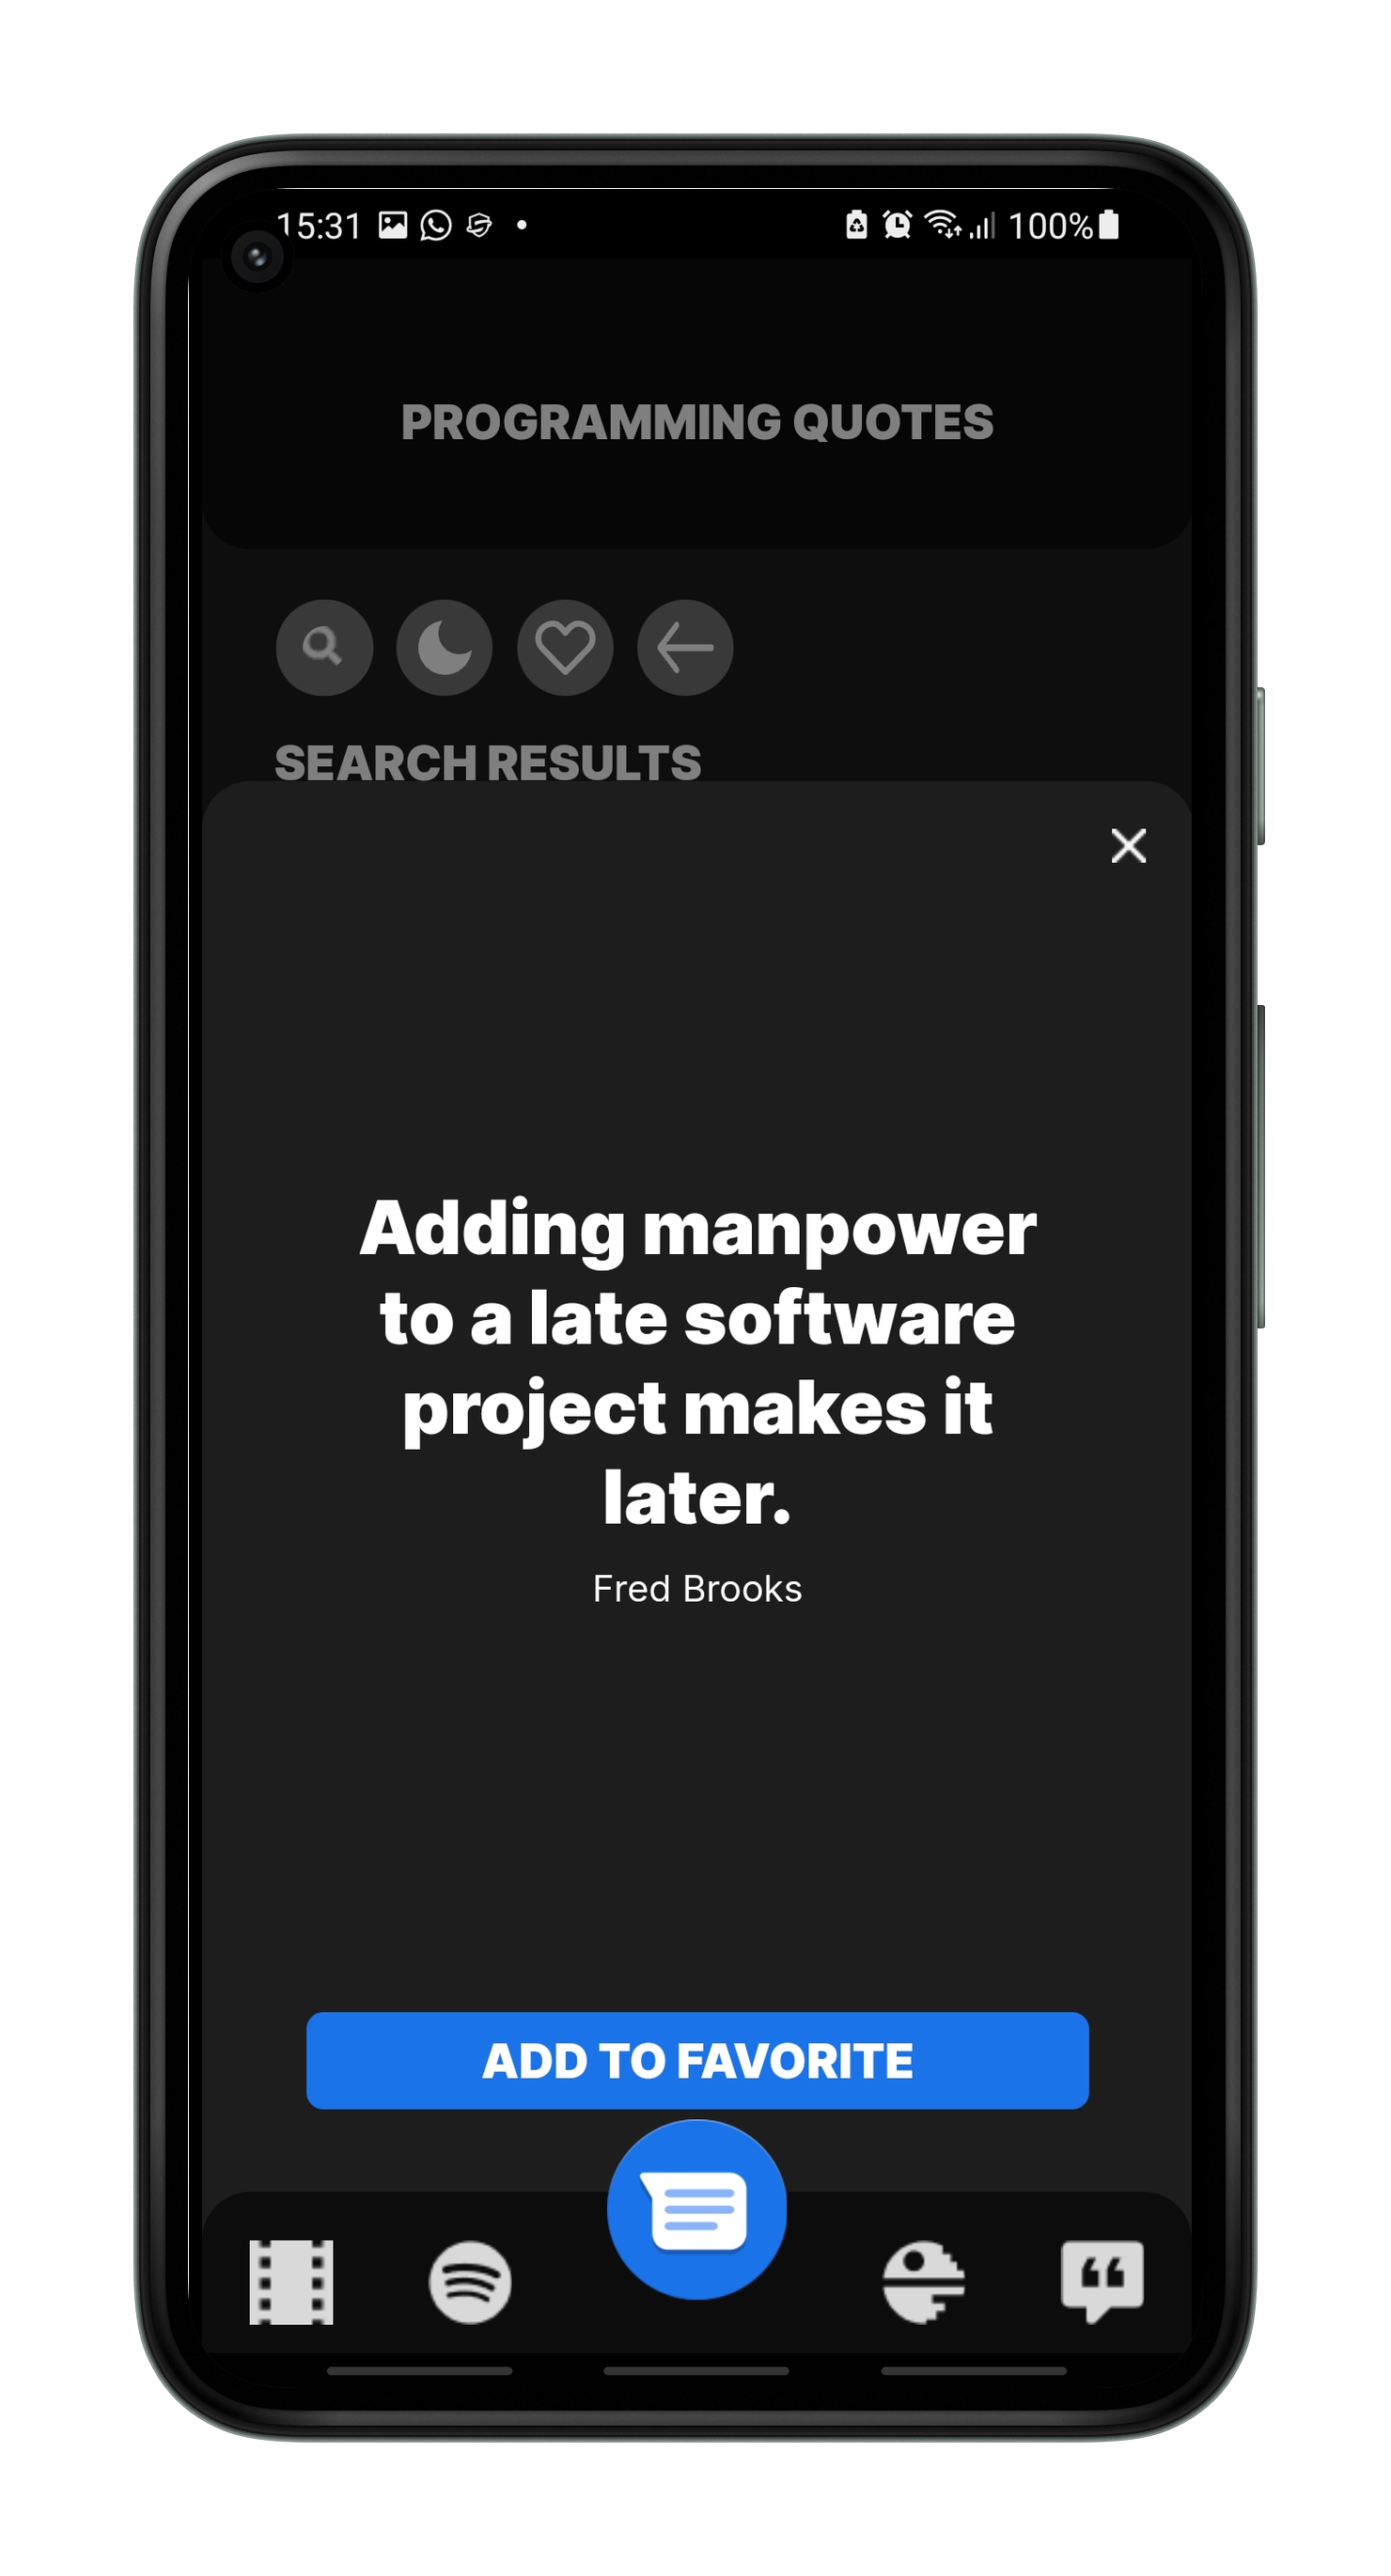 15:31
100%
PROGRAMMING QUOTES
SEARCH RESULTS
Adding manpower
to a late software
project makes it
later.
Fred Brooks
ADD TO FAVORITE